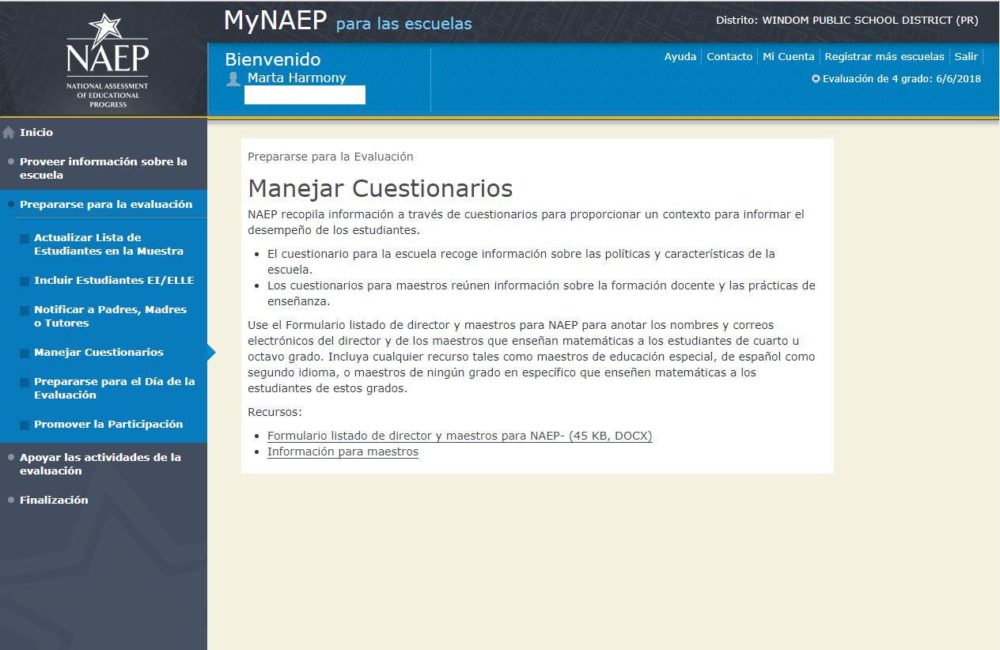 NAEP
NATIONAL ASSESSMENT
OF EDUCATIONAL
PROGRESS
MyNAEP para las escuelas
Distrito: WINDOM PUBLIC SCHOOL DISTRICT (PR)
Bienvenido
Marta Harmony
Ayuda Contacto Mi Cuenta Registrar más escuelas Salir
Evaluación de 4 grado: 6/6/2018
Inicio
Proveer información sobre la
escuela
Prepararse para la evaluación
Actualizar Lista de
Estudiantes en la Muestra
Incluir Estudiantes EI/ELLE
Notificar a Padres, Madres
o Tutores
Manejar Cuestionarios
Prepararse para el Día de la
Evaluación
Promover la Participación
Apoyar las actividades de la
evaluación
Finalización
Prepararse para la Evaluación
Manejar Cuestionarios
NAEP recopila información a través de cuestionarios para proporcionar un contexto para informar el
desempeño de los estudiantes.
• El cuestionario para la escuela recoge información sobre las políticas y características de la
escuela.
• Los cuestionarios para maestros reúnen información sobre la formación docente y las prácticas de
enseñanza.
Use el Formulario listado de director y maestros para NAEP para anotar los nombres y correos
electrónicos del director y de los maestros que enseñan matemáticas a los estudiantes de cuarto u
octavo grado. Incluya cualquier recurso tales como maestros de educación especial, de español como
segundo idioma, o maestros de ningún grado en específico que enseñen matemáticas a los
estudiantes de estos grados.
Recursos:
• Formulario listado de director y maestros para NAEP- (45 KB, DOCX)
• Información para maestros